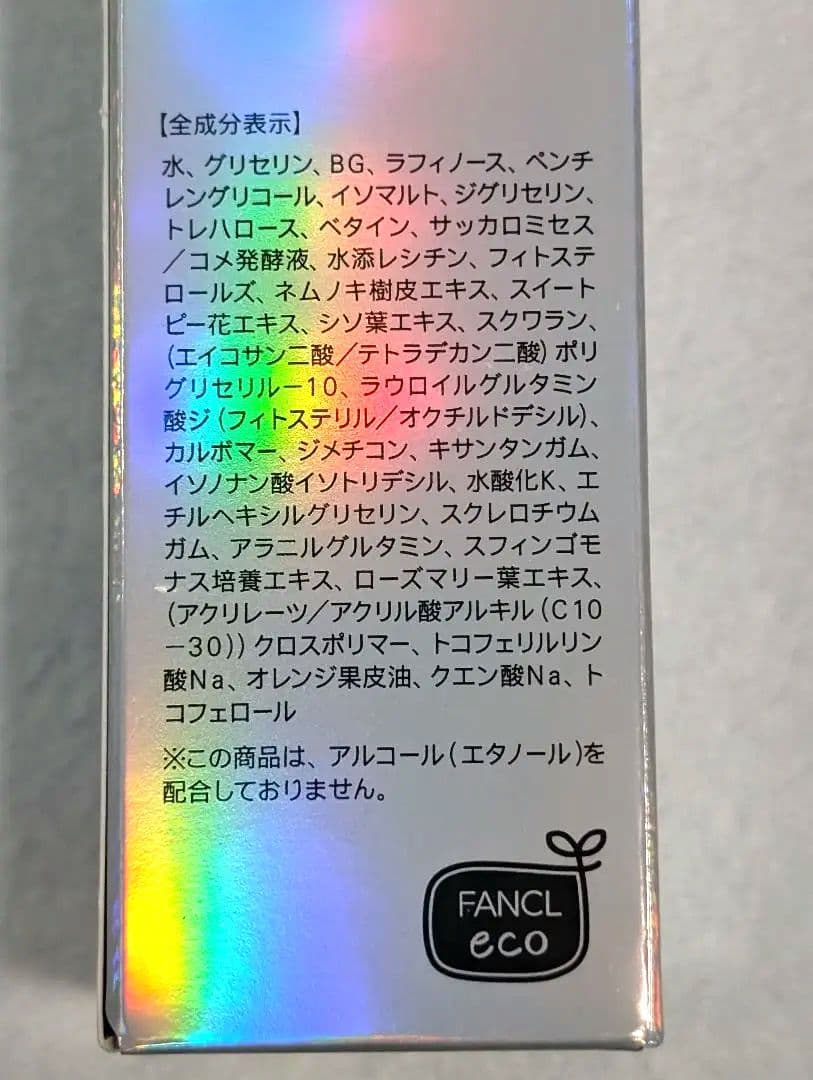 【全成分表示】
水、グリセリン、BG、ラフィノース、ペンチ
レングリコール、イソマルト、ジグリセリン、
トレハロース、ベタイン、サッカロミセス
／コメ発酵液、水添レシチン、フィトステ
ロールズ、ネムノキ樹皮エキス、スイート
ピー花エキス、シソ葉エキス、スクワラン、
（エイコサン二酸／テトラデカン二酸）ポリ
グリセリルー10、ラウロイルグルタミン
酸ジ（フィトステリル／オクチルドデシル）、
カルボマー、ジメチコン、キサンタンガム、
イソノナン酸イソトリデシル、水酸化K、エ
チルヘキシルグリセリン、スクレロチウム
ガム、アラニルグルタミン、スフィンゴモ
ナス培養エキス、ローズマリー葉エキス、
（アクリレーツ／アクリル酸アルキル（C10
－30））クロスポリマー、トコフェリルリン
酸Na、オレンジ果皮油、クエン酸Na、ト
コフェロール
※この商品は、アルコール（エタノール）を
配合しておりません。
FANCL
eco